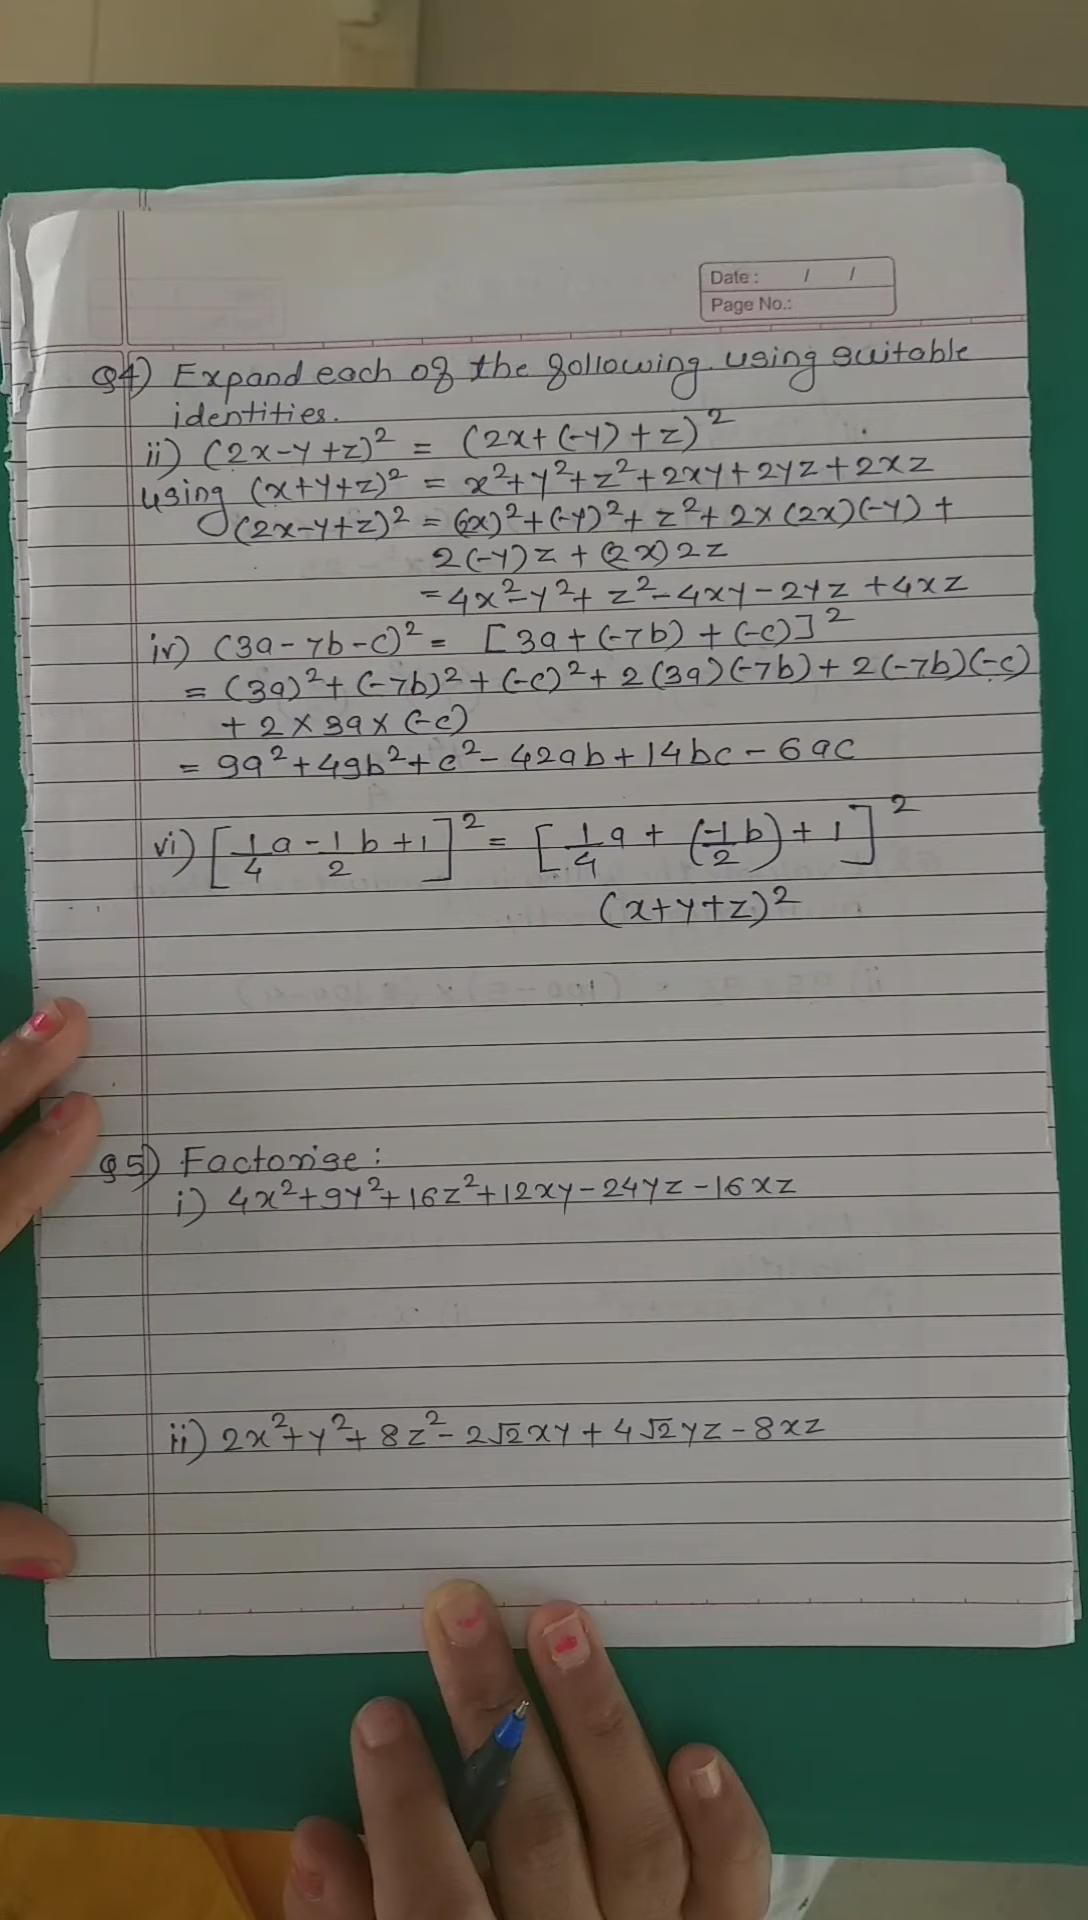 Date : / /
Page No.:
Q4) Expand each of the following using suitable
identities.
ii) (2x-y+z)² = (2x+(-y)+z)²
using (x+y+z)² = x²+y²+z²+2xy+2yz+2xz
(2x-y+z)² = (2x)²+(-y)²+z²+2×(2x)(-y)+
2(-y)z+(2x)2z
=4x²-y²+z²-4xy-2yz+4xz
iv) (3a-7b-c)² = [3a+(-7b)+(-c)]²
= (3a)²+(-7b)²+(-c)²+2(3a)(-7b)+2(-7b)(-c)
+2×3a×(-c)
= 9a²+49b²+c²-42ab+14bc-6ac
vi) [1/4 a - 1/2 b + 1]² = [1/4 a + (-1/2 b) + 1]²
(x+y+z)²
Q5) Factorise:
i) 4x²+9y²+16z²+12xy-24yz-16xz
ii) 2x²+y²+8z²-2√2xy+4√2yz-8xz